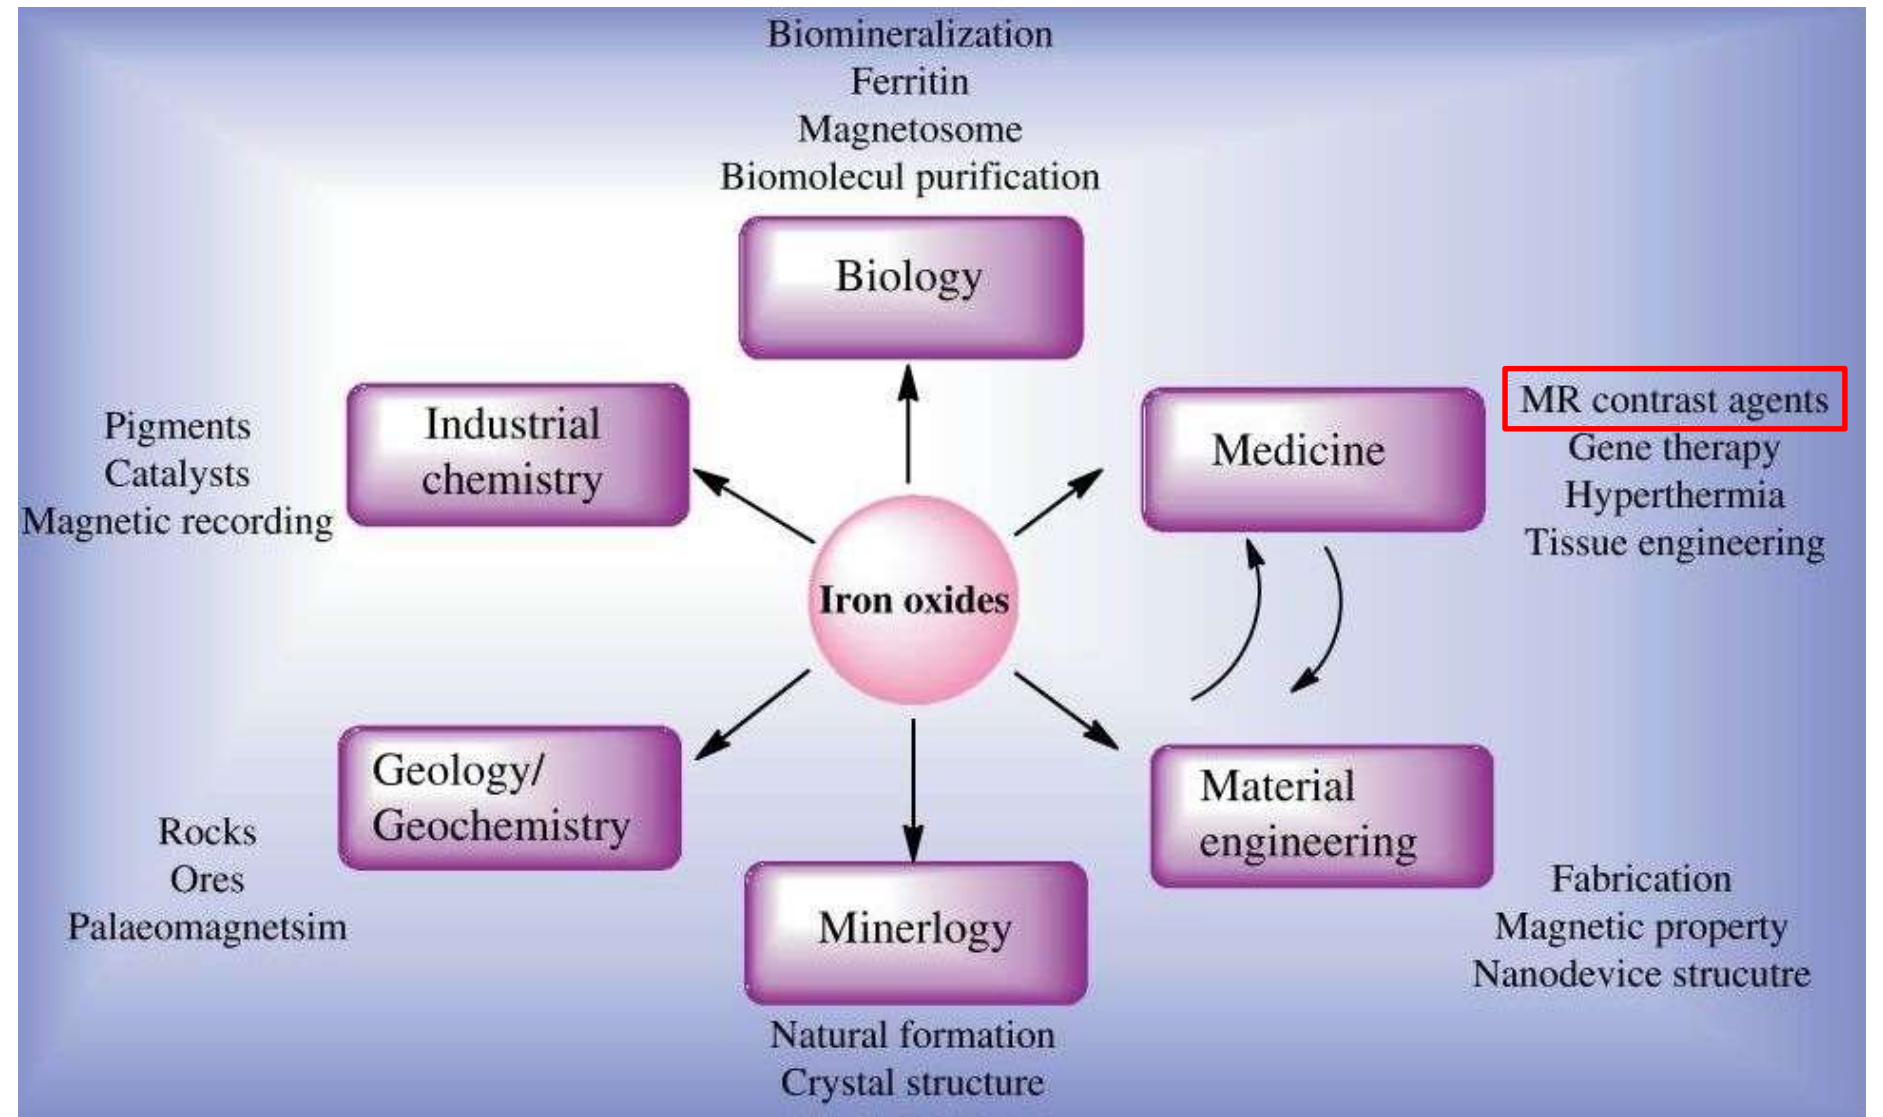 Biomineralization
Ferritin
Magnetosome
Biomolecul purification
Biology
Industrial
chemistry
Pigments
Catalysts
Magnetic recording
Medicine
MR contrast agents
Gene therapy
Hyperthermia
Tissue engineering
Iron oxides
Geology/
Geochemistry
Rocks
Ores
Palaeomagnetsim
Material
engineering
Fabrication
Magnetic property
Nanodevice strucutre
Minerlogy
Natural formation
Crystal structure